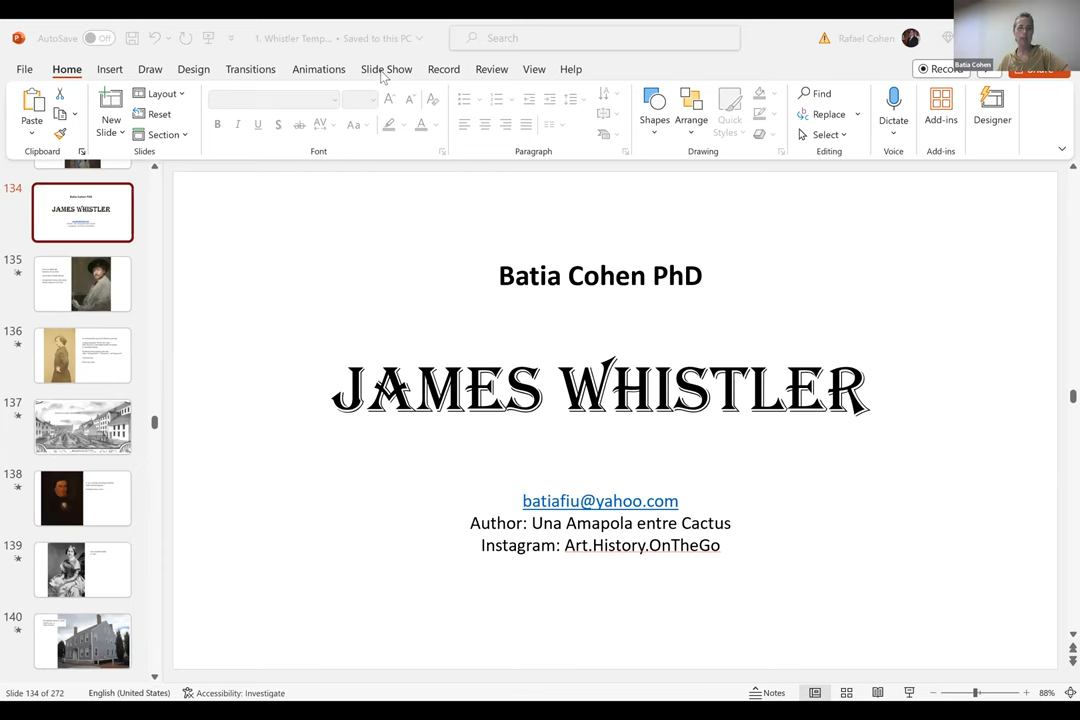 AutoSave Off
1. Whistler Temp... • Saved to this PC
Search
Rafael Cohen
Batia Cohen
File Home Insert Draw Design Transitions Animations Slide Show Record Review View Help
Record
Share
Paste
New
Slide
Layout
Reset
Section
Shapes Arrange Quick
Styles
Find
Replace
Select
Dictate Add-ins Designer
Clipboard Slides Font Paragraph Drawing Editing Voice Add-ins
134
Batia Cohen PhD
JAMES WHISTLER
135
136
137
138
139
140
Batia Cohen PhD
JAMES WHISTLER
batiafiu@yahoo.com
Author: Una Amapola entre Cactus
Instagram: Art.History.OnTheGo
Slide 134 of 272 English (United States) Accessibility: Investigate Notes 88%